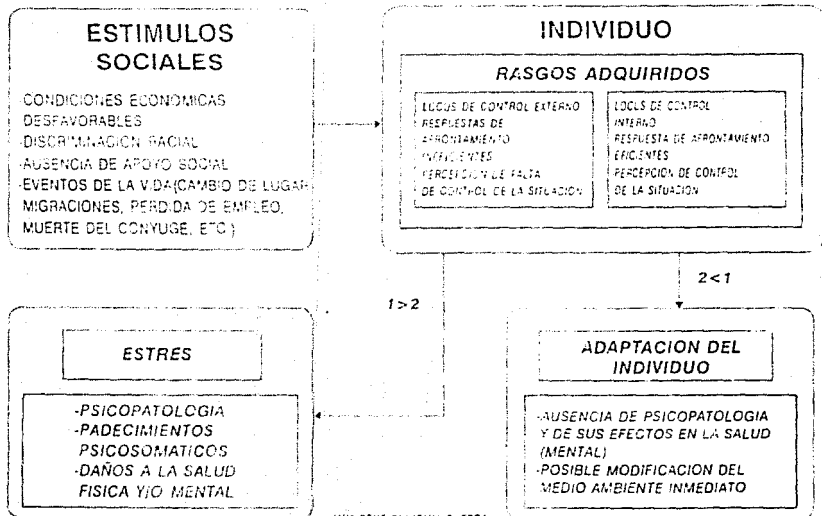 ESTIMULOS
SOCIALES
-CONDICIONES ECONOMICAS
DESFAVORABLES
-DISCRIMINACION RACIAL
-AUSENCIA DE APOYO SOCIAL
-EVENTOS DE LA VIDA(CAMBIO DE LUGAR
MIGRACIONES, PERDIDA DE EMPLEO,
MUERTE DEL CONYUGE, ETC.)
INDIVIDUO
RASGOS ADQUIRIDOS
LOCUS DE CONTROL EXTERNO
RESPUESTAS DE
AFRONTAMIENTO
INEFICIENTES
PERCEPCION DE FALTA
DE CONTROL DE LA SITUACION
LOCUS DE CONTROL
INTERNO
RESPUESTA DE AFRONTAMIENTO
EFICIENTES
PERCEPCION DE CONTROL
DE LA SITUACION
1>2
2<1
ESTRES
-PSICOPATOLOGIA
-PADECIMIENTOS
PSICOSOMATICOS
-DAÑOS A LA SALUD
FISICA Y/O MENTAL
ADAPTACION DEL
INDIVIDUO
-AUSENCIA DE PSICOPATOLOGIA
Y DE SUS EFECTOS EN LA SALUD
(MENTAL)
-POSIBLE MODIFICACION DEL
MEDIO AMBIENTE INMEDIATO